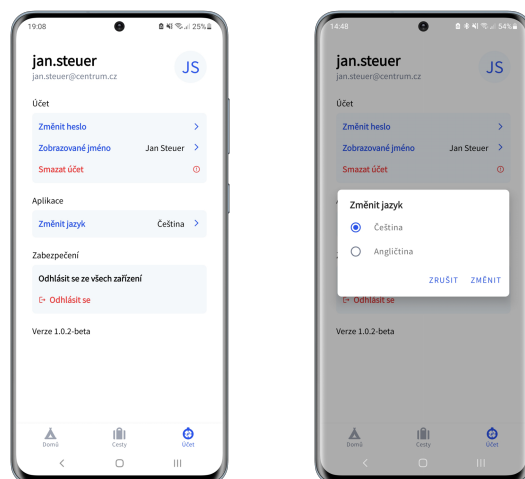 19:08
25%
jan.steuer
jan.steuer@centrum.cz
JS
Účet
Změnit heslo
Zobrazované jméno Jan Steuer
Smazat účet
Aplikace
Změnit jazyk Čeština
Zabezpečení
Odhlásit se ze všech zařízení
Odhlásit se
Verze 1.0.2-beta
Domů Cesty Účet
14:48
54%
jan.steuer
jan.steuer@centrum.cz
JS
Účet
Změnit heslo
Zobrazované jméno Jan Steuer
Smazat účet
Změnit jazyk
Čeština
Angličtina
ZRUŠIT ZMĚNIT
Odhlásit se
Verze 1.0.2-beta
Domů Cesty Účet